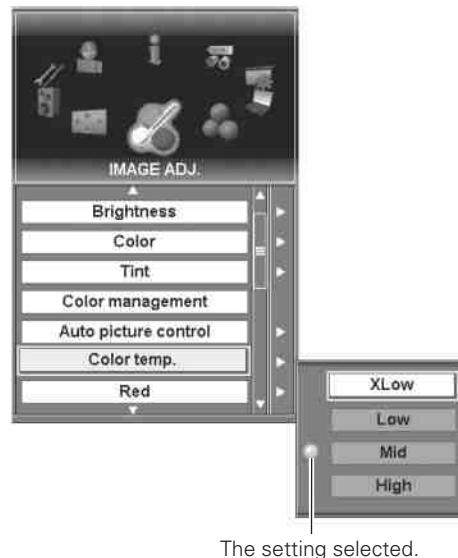 IMAGE ADJ.
Brightness
Color
Tint
Color management
Auto picture control
Color temp.
Red
XLow
Low
Mid
High
The setting selected.